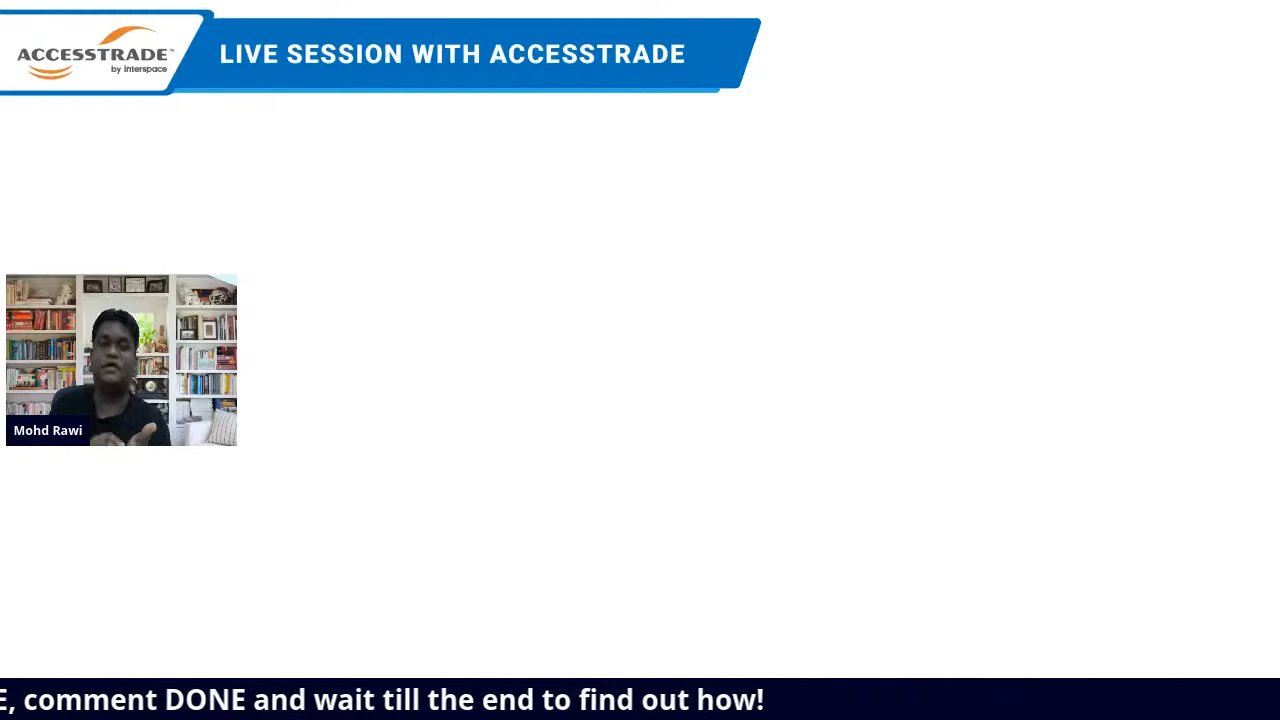 ACCESSTRADE™
by interspace
LIVE SESSION WITH ACCESSTRADE
Mohd Rawi
E, comment DONE and wait till the end to find out how!